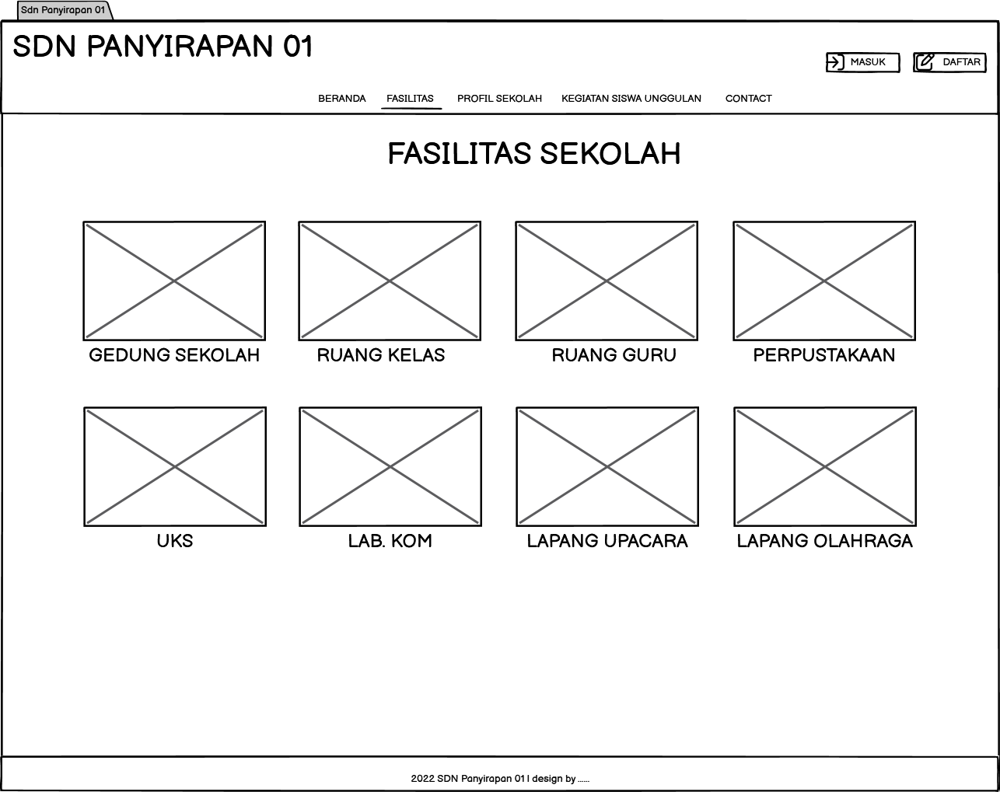 Sdn Panyirapan 01
SDN PANYIRAPAN 01
MASUK
DAFTAR
BERANDA FASILITAS PROFIL SEKOLAH KEGIATAN SISWA UNGGULAN CONTACT
FASILITAS SEKOLAH
GEDUNG SEKOLAH
RUANG KELAS
RUANG GURU
PERPUSTAKAAN
UKS
LAB. KOM
LAPANG UPACARA
LAPANG OLAHRAGA
2022 SDN Panyirapan 01 | design by ......